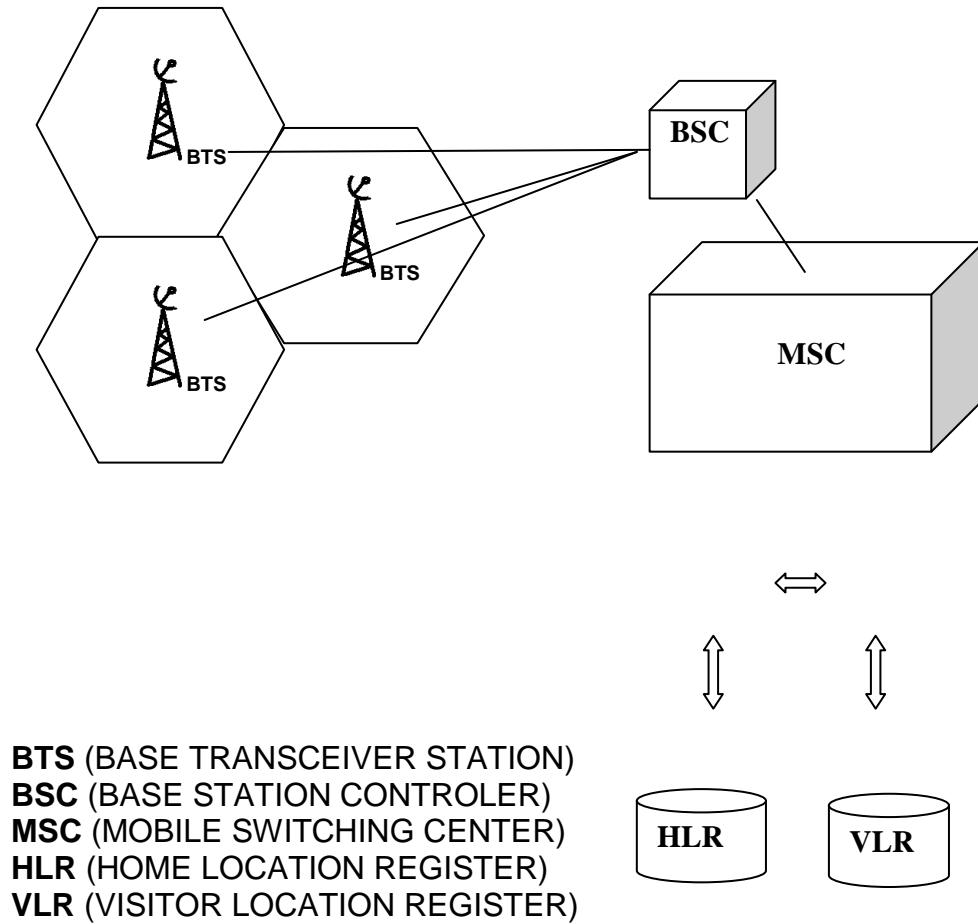 BTS
BSC
BTS
MSC
BTS
BTS (BASE TRANSCEIVER STATION)
BSC (BASE STATION CONTROLER)
MSC (MOBILE SWITCHING CENTER)
HLR (HOME LOCATION REGISTER)
VLR (VISITOR LOCATION REGISTER)
HLR
VLR